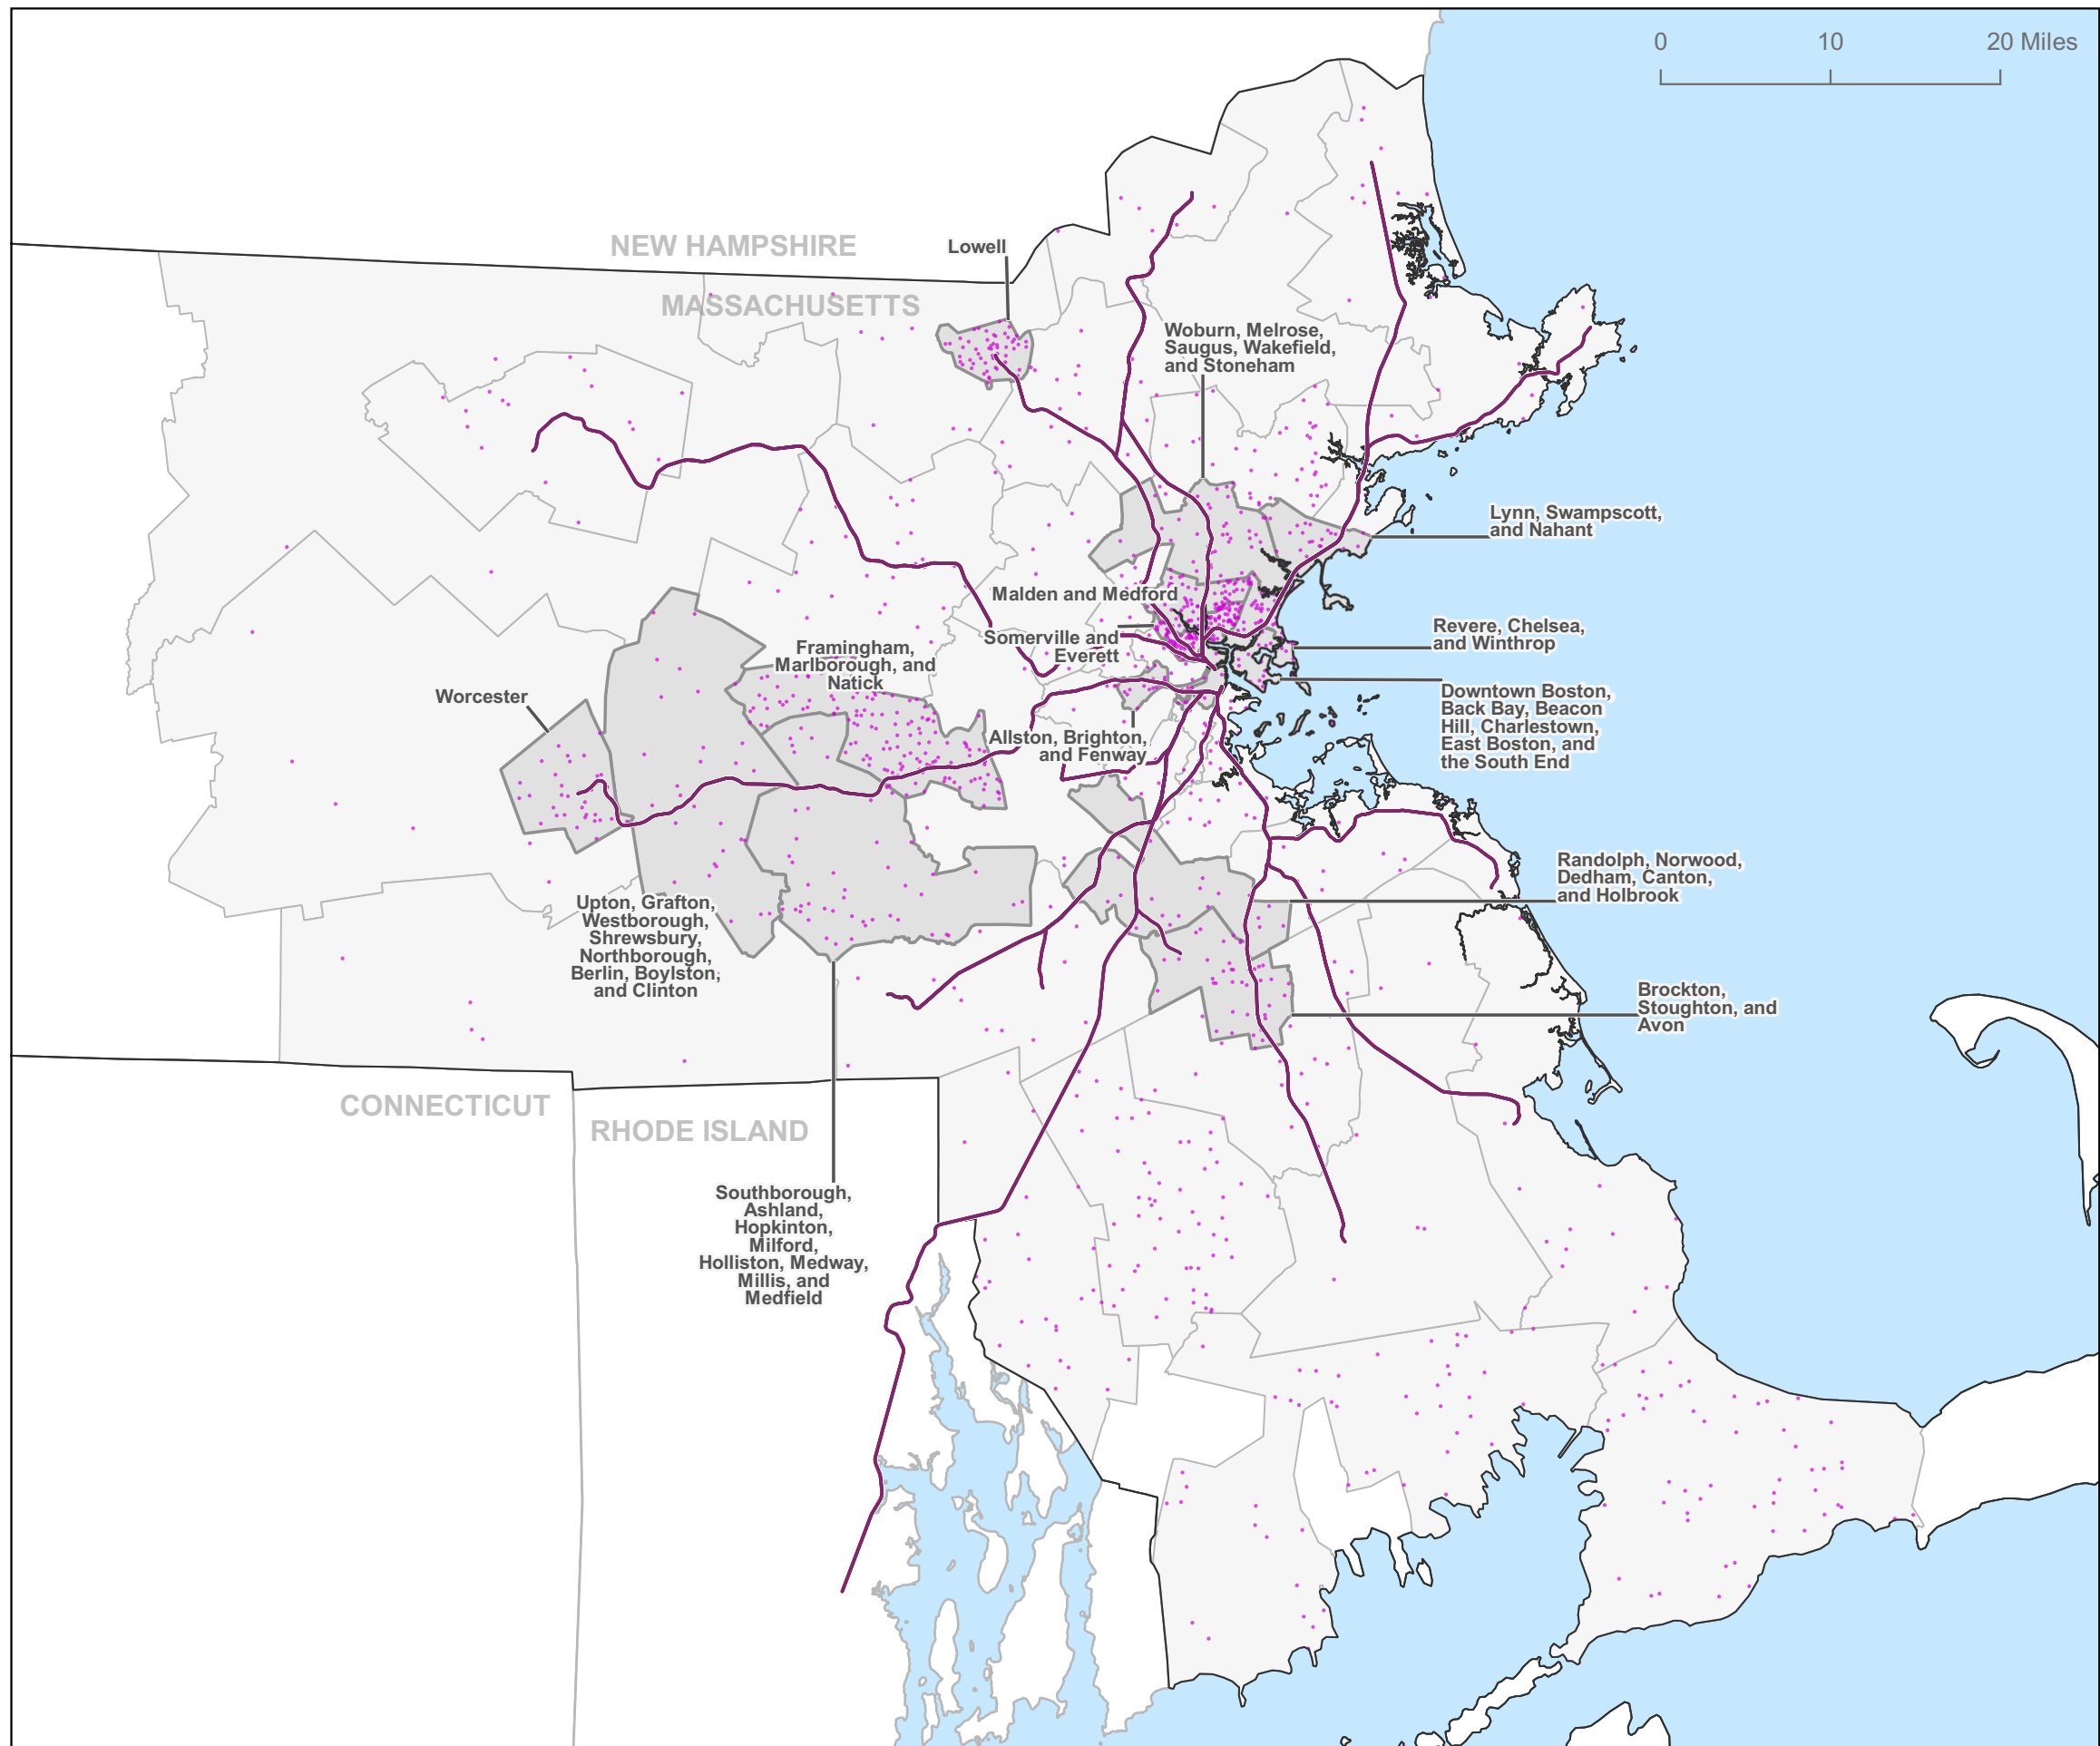 0 10 20 Miles
NEW HAMPSHIRE
Lowell
MASSACHUSETTS
Woburn, Melrose,
Saugus, Wakefield,
and Stoneham
Lynn, Swampscott,
and Nahant
Malden and Medford
Somerville and
Everett
Revere, Chelsea,
and Winthrop
Framingham,
Marlborough, and
Natick
Worcester
Downtown Boston,
Back Bay, Beacon
Hill, Charlestown,
East Boston, and
the South End
Allston, Brighton,
and Fenway
Randolph, Norwood,
Dedham, Canton,
and Holbrook
Upton, Grafton,
Westborough,
Shrewsbury,
Northborough,
Berlin, Boylston,
and Clinton
Brockton,
Stoughton, and
Avon
CONNECTICUT
RHODE ISLAND
Southborough,
Ashland,
Hopkinton,
Milford,
Holliston, Medway,
Millis, and
Medfield